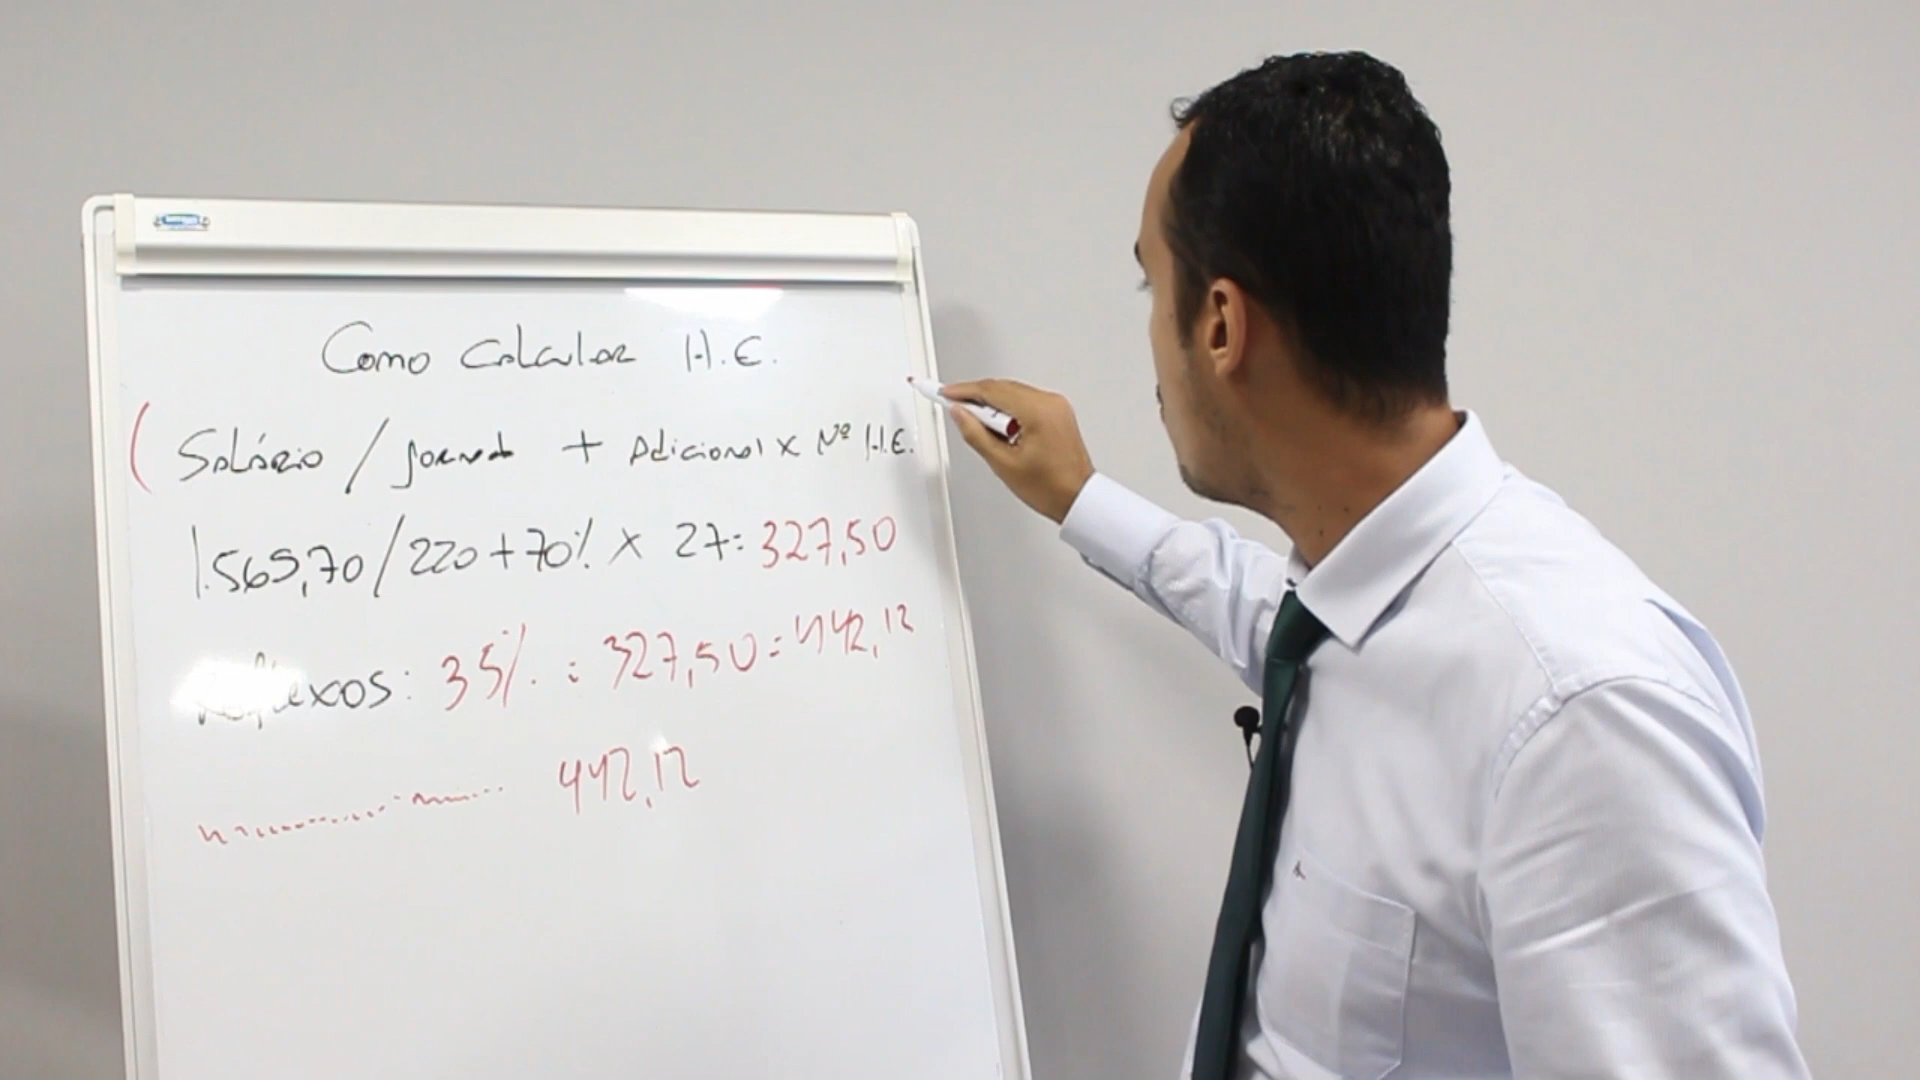 Como Calcular H.E.
( Salário / Jornada + Adicional x Nº H.E.
1.569,70 / 220 + 70% x 27 = 327,50
Reflexos: 35% = 327,50 = 442,12
442,12